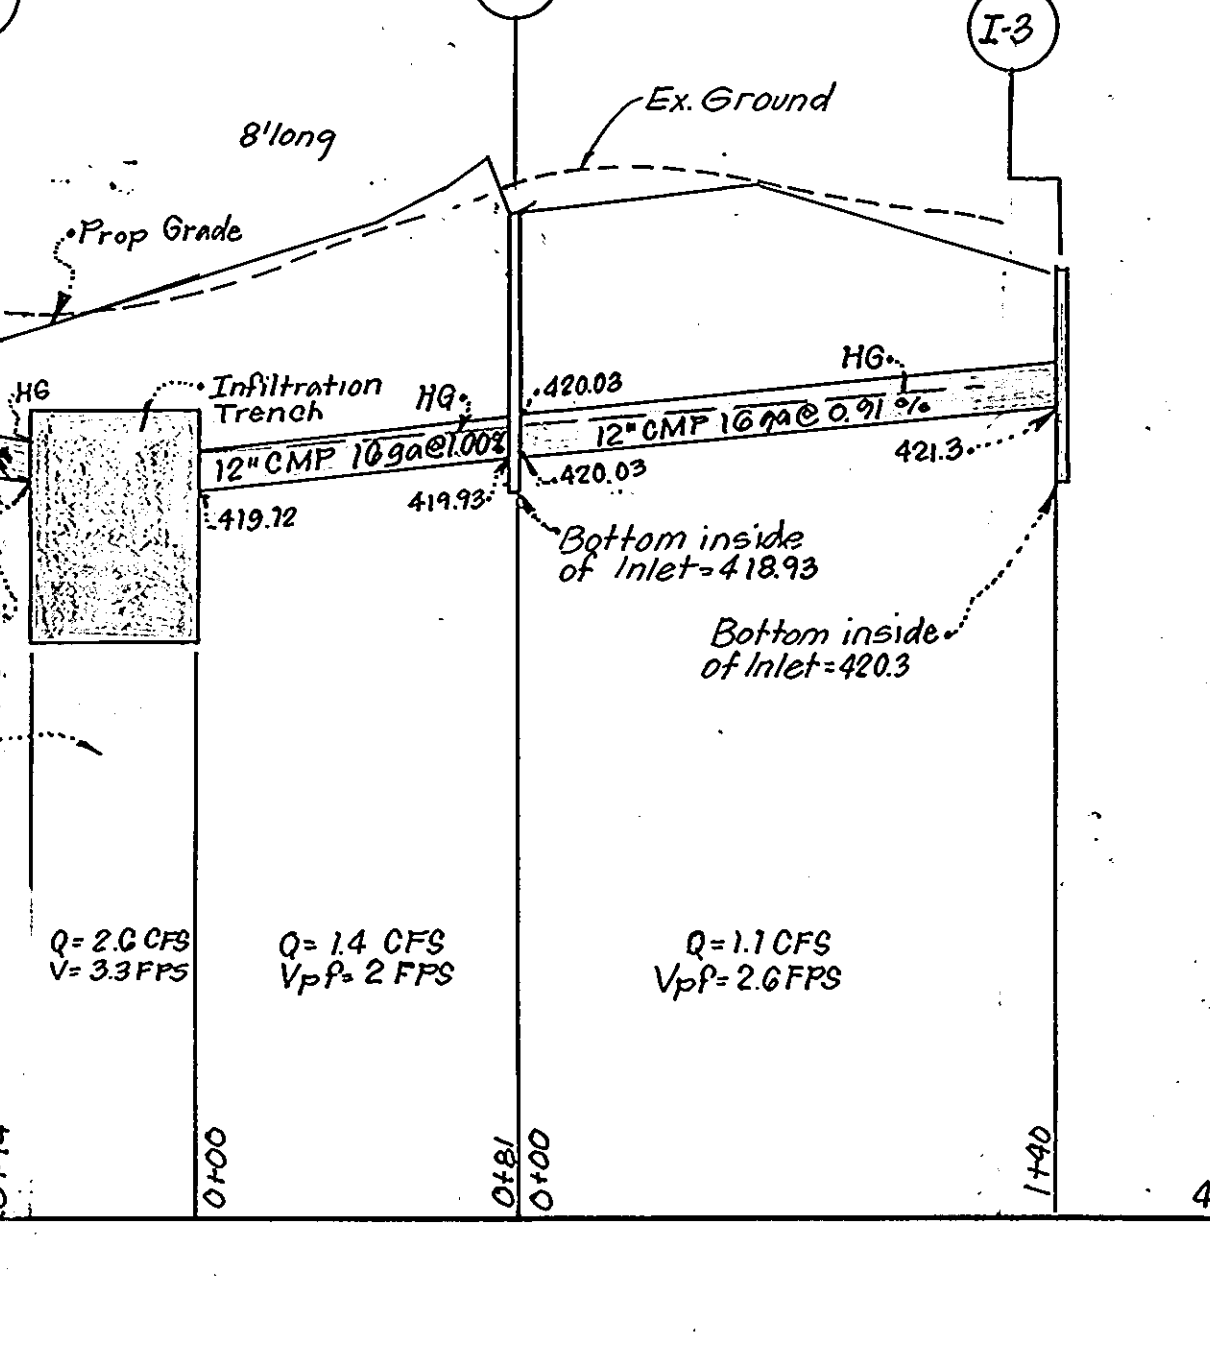 I-3
Ex. Ground
8' long
Prop Grade
HG
Infiltration
Trench
HG
420.03
HG
12" CMP 16ga@1.00%
12" CMP 16ga@ 0.91 %
421.3
420.03
419.93
419.12
Bottom inside
of Inlet=418.93
Bottom inside
of Inlet=420.3
Q= 2.6 CFS
V= 3.3 FPS
Q= 1.4 CFS
Vpf= 2 FPS
Q= 1.1 CFS
Vpf= 2.6 FPS
0+00
0+81
0+00
1+40
4